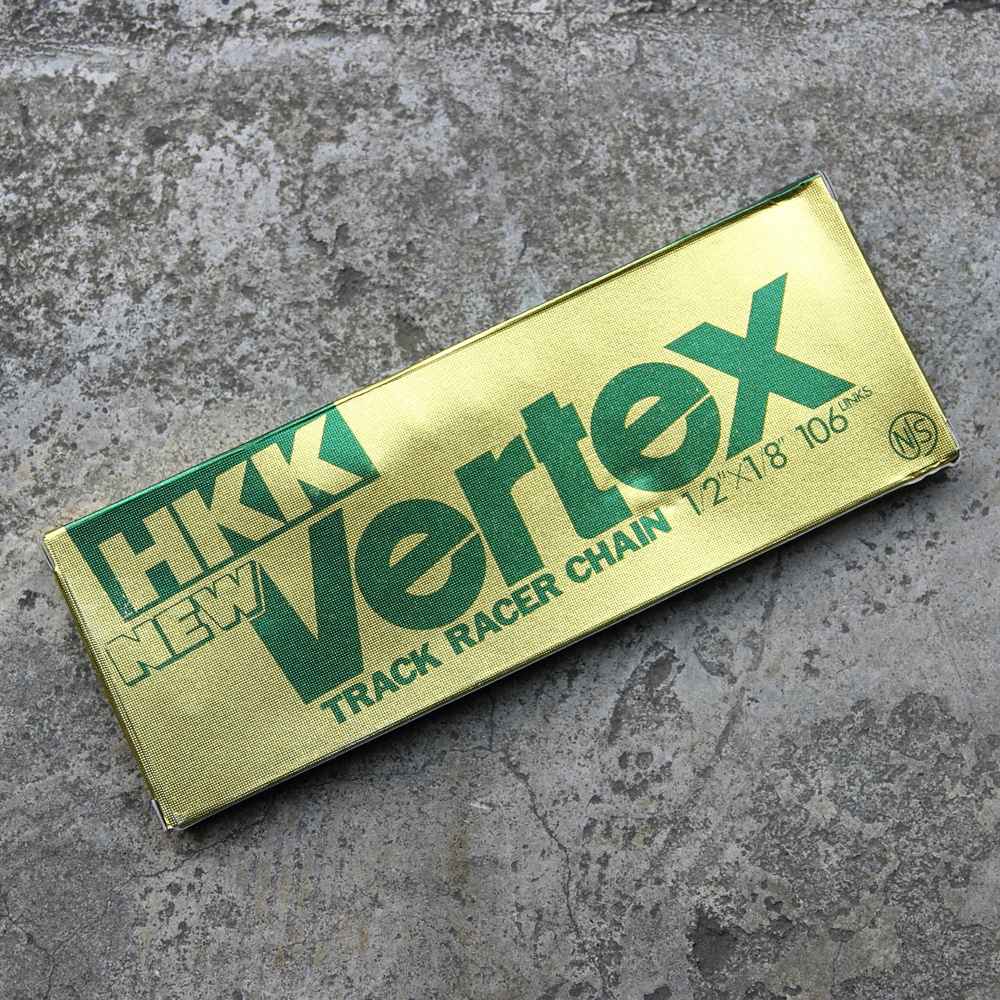 HKK
NEW Vertex
TRACK RACER CHAIN 1/2"×1/8" 106 LINKS
NJS